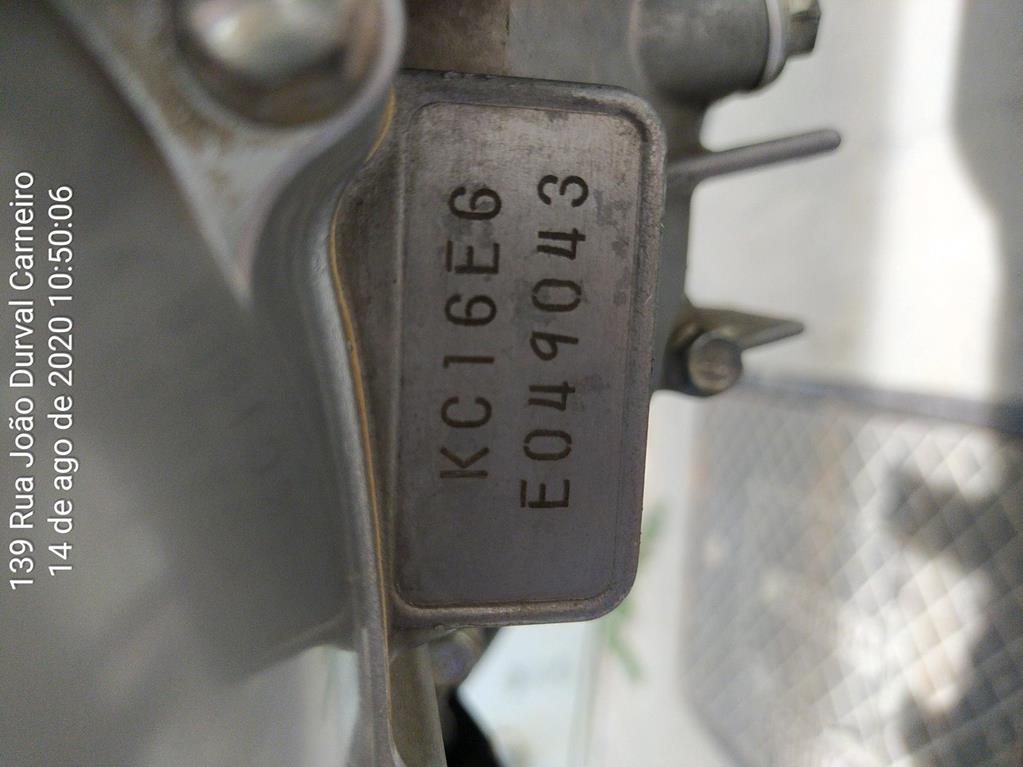 139 Rua João Durval Carneiro
14 de ago de 2020 10:50:06
KC16E6
E049043